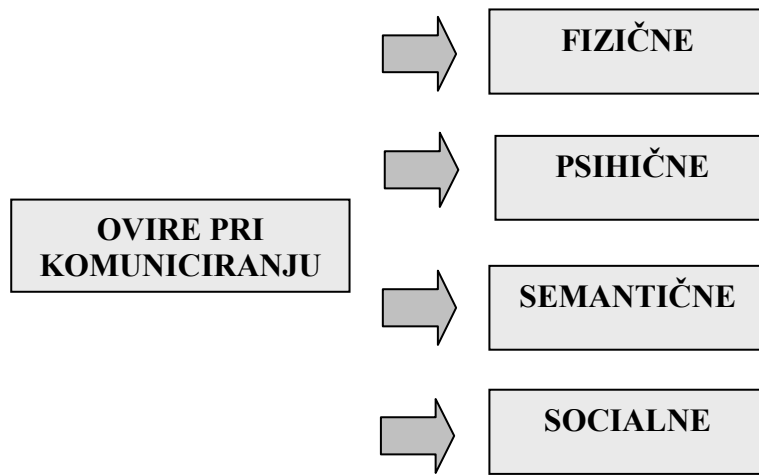 FIZIČNE
PSIHIČNE
OVIRE PRI
KOMUNICIRANJU
SEMANTIČNE
SOCIALNE